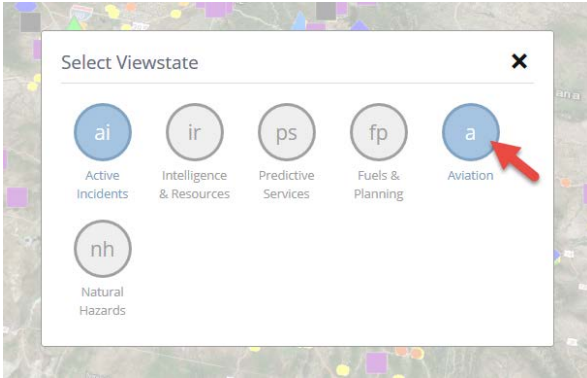 Select Viewstate
ai
ir
ps
fp
a
Active
Incidents
Intelligence
& Resources
Predictive
Services
Fuels &
Planning
Aviation
nh
Natural
Hazards